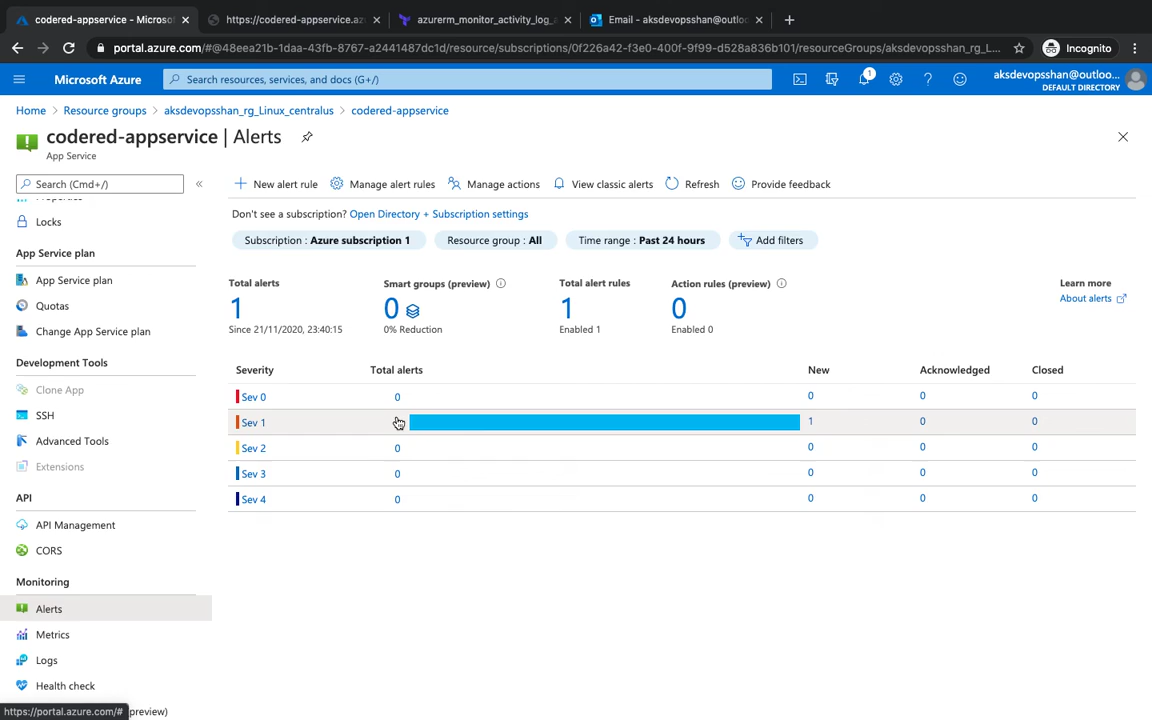 codered-appservice - Microsof
https://codered-appservice.az
azurerm_monitor_activity_log_a
Email - aksdevopsshan@outloo
portal.azure.com/#@48eea21b-1daa-43fb-8767-a2441487dc1d/resource/subscriptions/0f226a42-f3e0-400f-9f99-d528a836b101/resourceGroups/aksdevopsshan_rg_L...
Incognito
Microsoft Azure
Search resources, services, and docs (G+/)
1
aksdevopsshan@outloo...
DEFAULT DIRECTORY
Home > Resource groups > aksdevopsshan_rg_Linux_centralus > codered-appservice
codered-appservice | Alerts
App Service
Search (Cmd+/)
«
New alert rule
Manage alert rules
Manage actions
View classic alerts
Refresh
Provide feedback
Properties
Locks
App Service plan
App Service plan
Quotas
Change App Service plan
Development Tools
Clone App
SSH
Advanced Tools
Extensions
API
API Management
CORS
Monitoring
Alerts
Metrics
Logs
Health check
https://portal.azure.com/#
preview)
Don't see a subscription? Open Directory + Subscription settings
Subscription : Azure subscription 1
Resource group : All
Time range : Past 24 hours
Add filters
Total alerts
1
Since 21/11/2020, 23:40:15
Smart groups (preview)
0
0% Reduction
Total alert rules
1
Enabled 1
Action rules (preview)
0
Enabled 0
Learn more
About alerts
Severity Total alerts New Acknowledged Closed
Sev 0 0 0 0 0
Sev 1 1 0 0
Sev 2 0 0 0 0
Sev 3 0 0 0 0
Sev 4 0 0 0 0